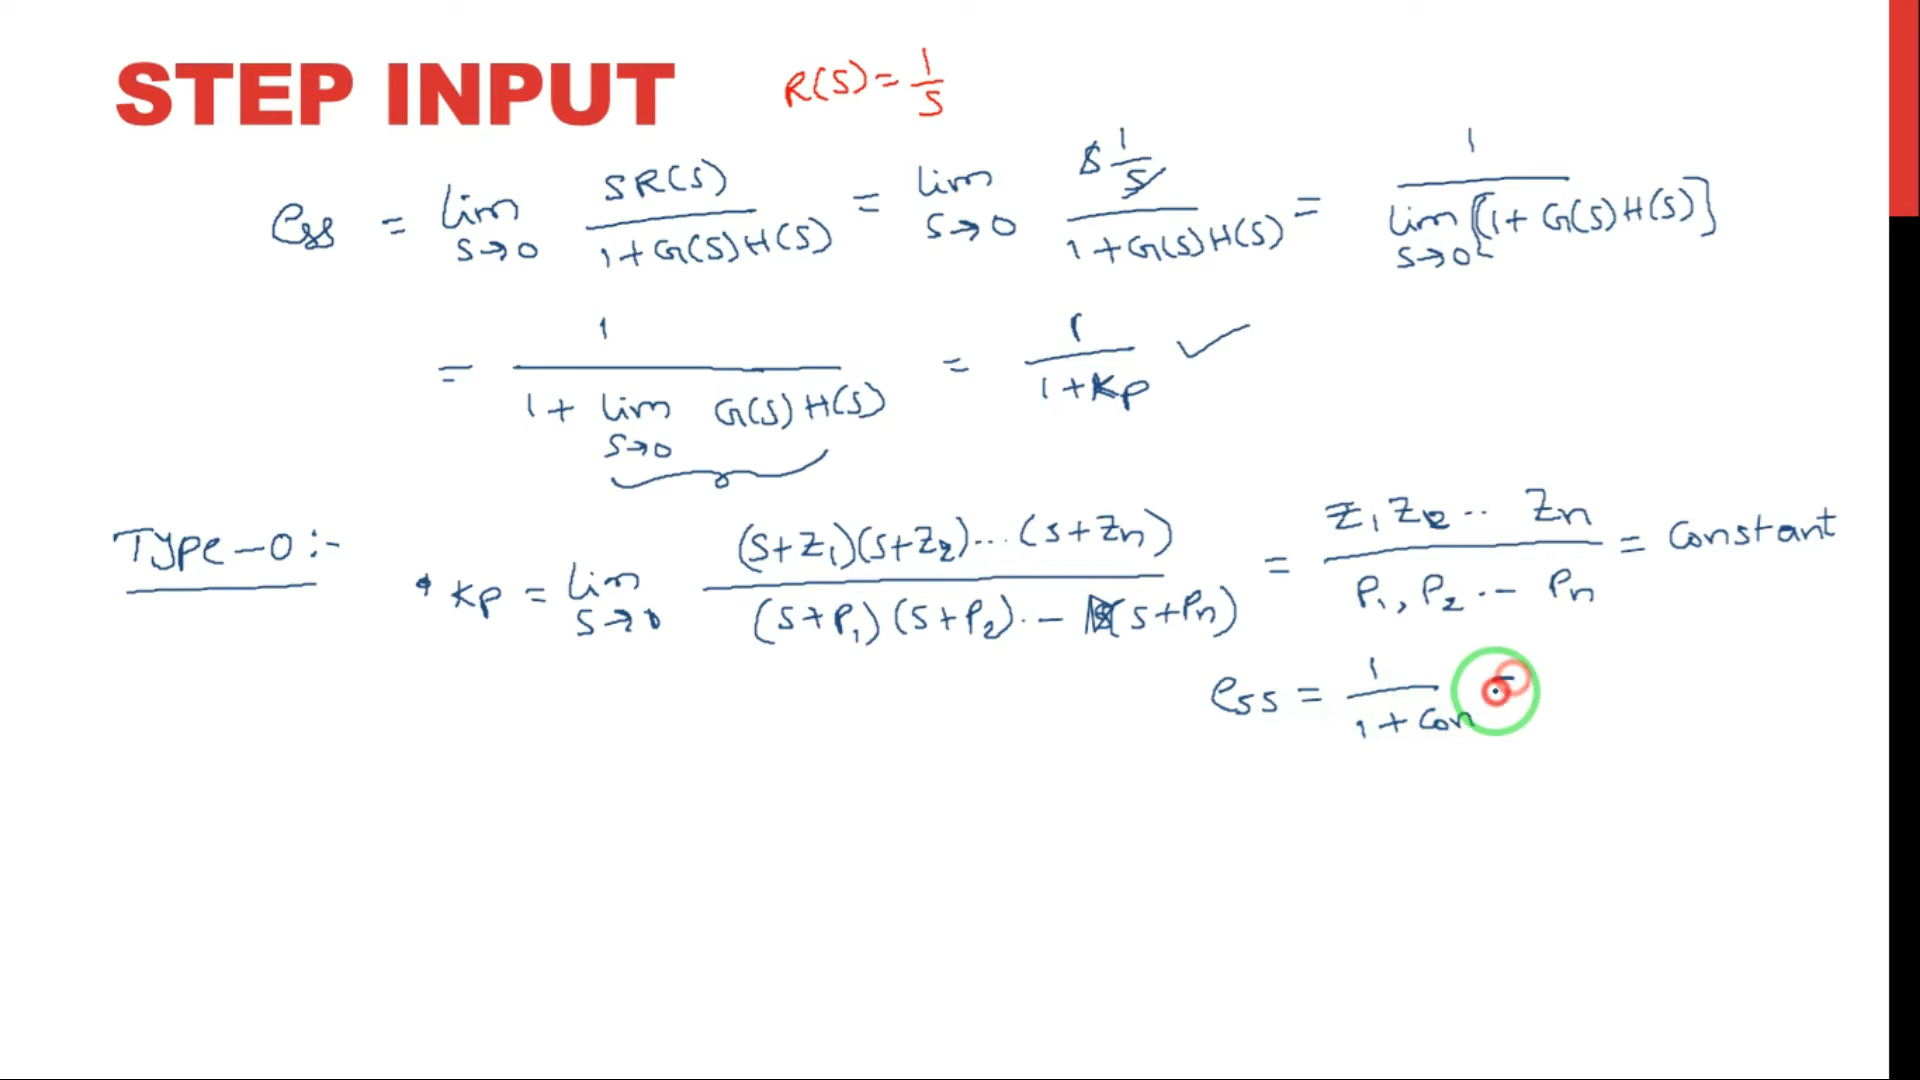 STEP INPUT R(S) = 1/S
ess = lim S→0 SR(S)/1+G(S)H(S) = lim S→0 S 1/S / 1+G(S)H(S) = 1 / lim S→0 [1+G(S)H(S)]
= 1 / 1+ lim S→0 G(S)H(S) = 1 / 1+Kp ✓
TYPE-0 :-
Kp = lim S→0 (S+Z1)(S+Z2)...(S+Zn) / (S+P1)(S+P2)..-(S+Pn) = Z1Z2.. Zn / P1,P2..- Pn = Constant
ess = 1 / 1+Con